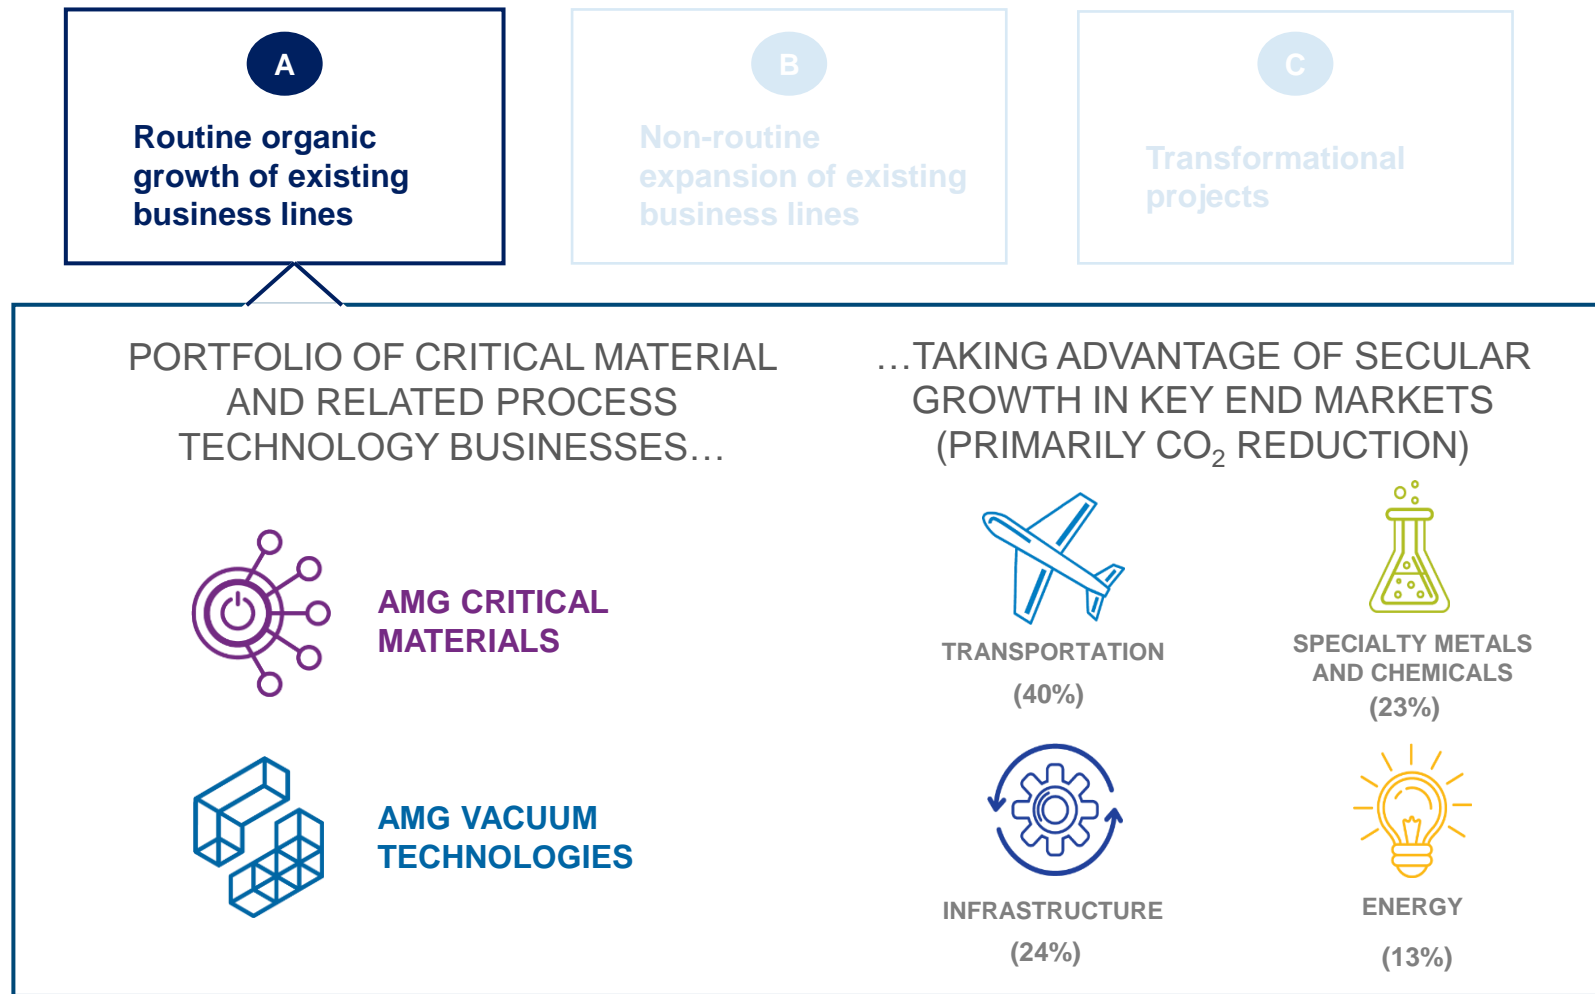 A
Routine organic
growth of existing
business lines
B
Non-routine
expansion of existing
business lines
C
Transformational
projects
PORTFOLIO OF CRITICAL MATERIAL
AND RELATED PROCESS
TECHNOLOGY BUSINESSES…
AMG CRITICAL
MATERIALS
AMG VACUUM
TECHNOLOGIES
…TAKING ADVANTAGE OF SECULAR
GROWTH IN KEY END MARKETS
(PRIMARILY CO₂ REDUCTION)
TRANSPORTATION
(40%)
SPECIALTY METALS
AND CHEMICALS
(23%)
INFRASTRUCTURE
(24%)
ENERGY
(13%)